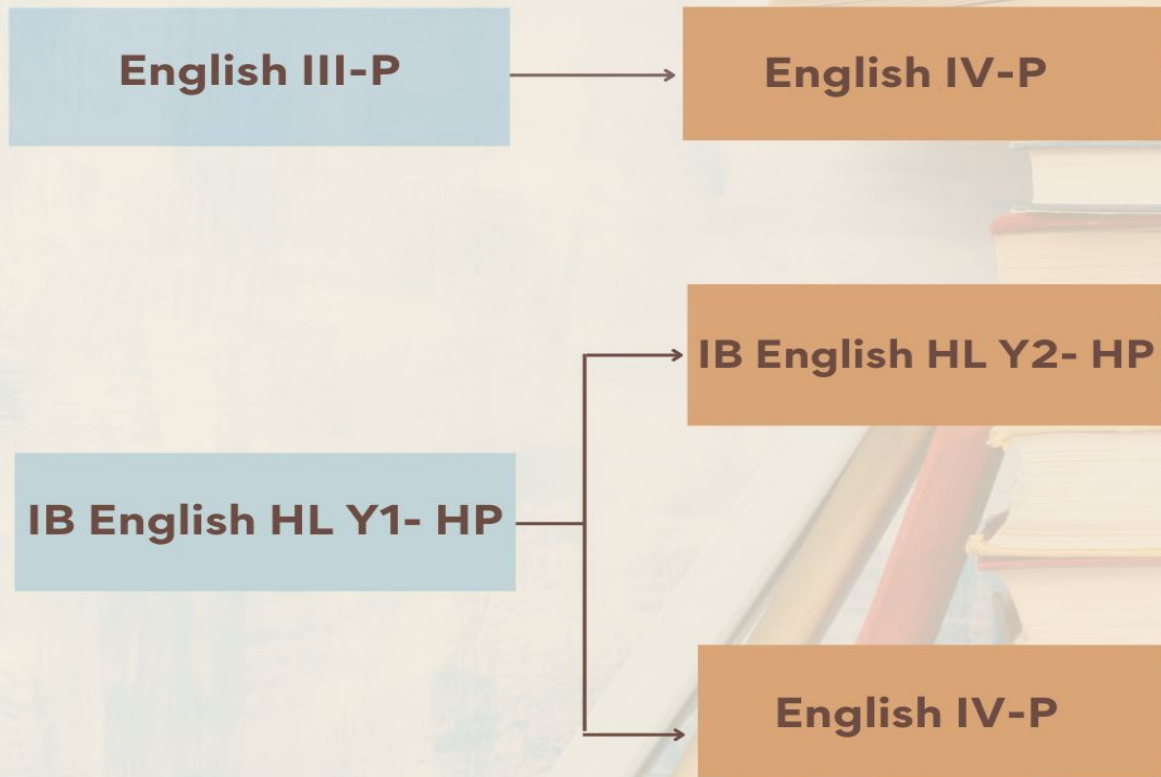 English III-P
English IV-P
IB English HL Y2- HP
IB English HL Y1- HP
English IV-P